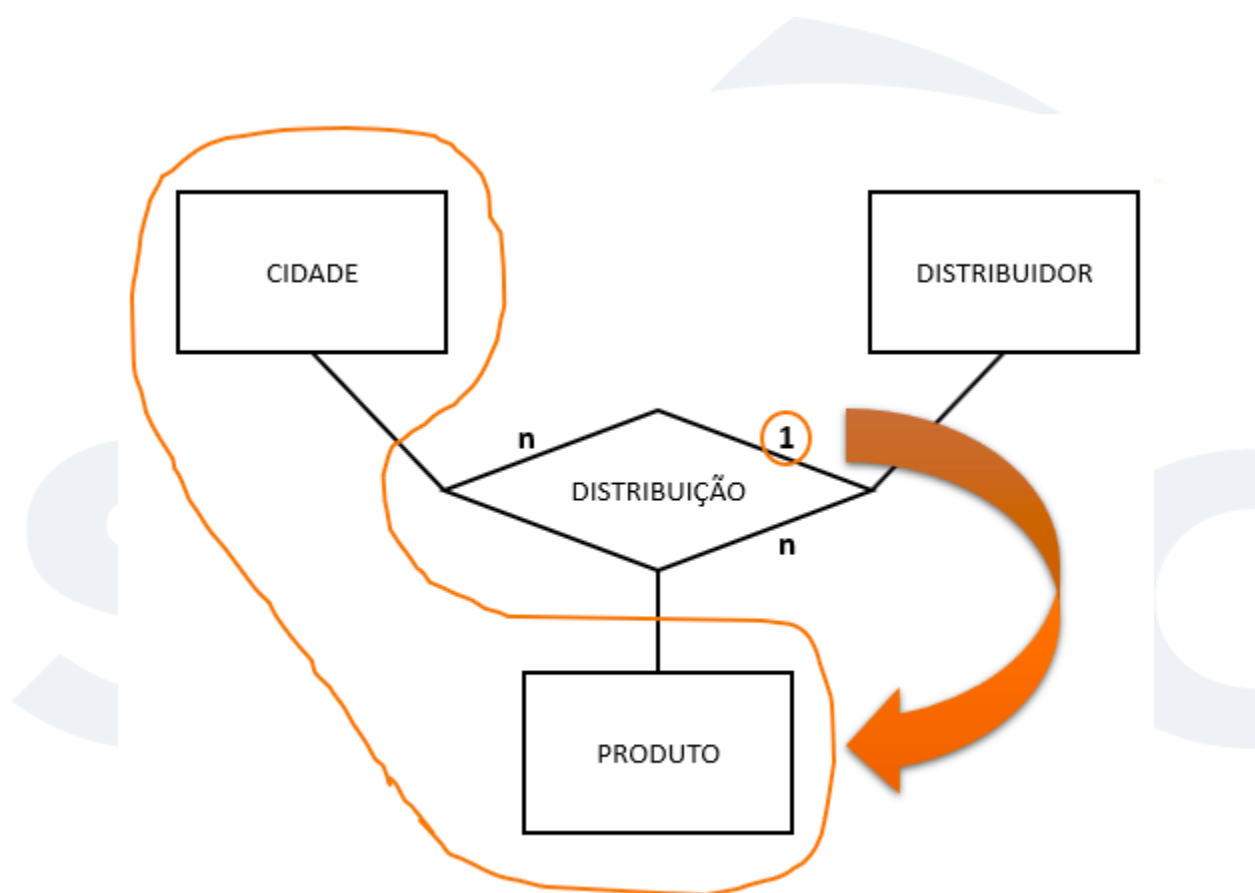 CIDADE
DISTRIBUIDOR
n
1
DISTRIBUIÇÃO
n
PRODUTO